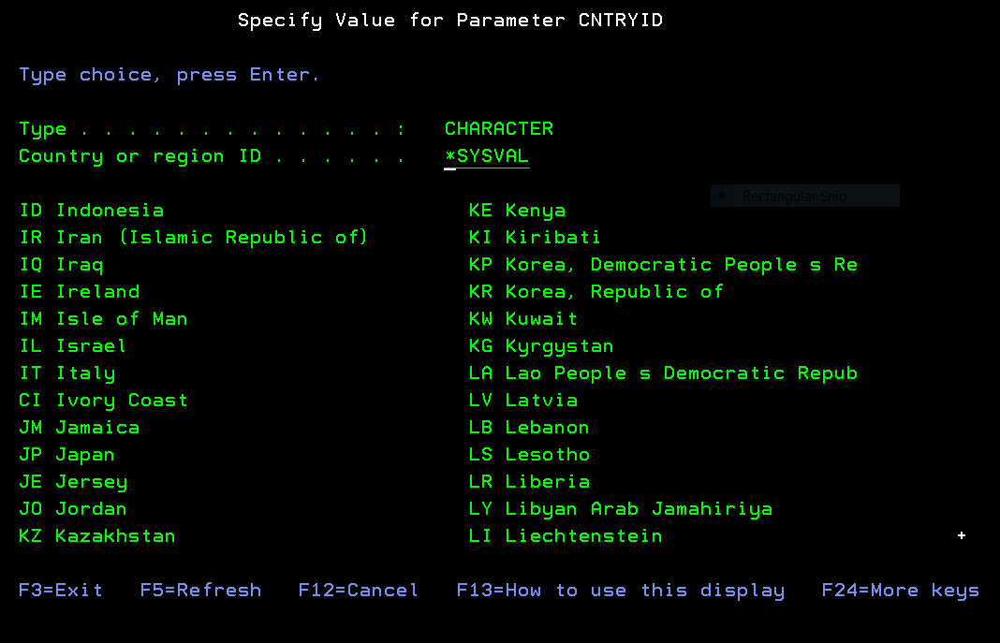 Specify Value for Parameter CNTRYID
Type choice, press Enter.
Type . . . . . . . . . . . . . . :   CHARACTER
Country or region ID . . . . . .   *SYSVAL
Rectangular Snip
ID Indonesia   KE Kenya
IR Iran (Islamic Republic of)   KI Kiribati
IQ Iraq   KP Korea, Democratic People s Re
IE Ireland   KR Korea, Republic of
IM Isle of Man   KW Kuwait
IL Israel   KG Kyrgystan
IT Italy   LA Lao People s Democratic Repub
CI Ivory Coast   LV Latvia
JM Jamaica   LB Lebanon
JP Japan   LS Lesotho
JE Jersey   LR Liberia
JO Jordan   LY Libyan Arab Jamahiriya
KZ Kazakhstan   LI Liechtenstein   +
F3=Exit   F5=Refresh   F12=Cancel   F13=How to use this display   F24=More keys